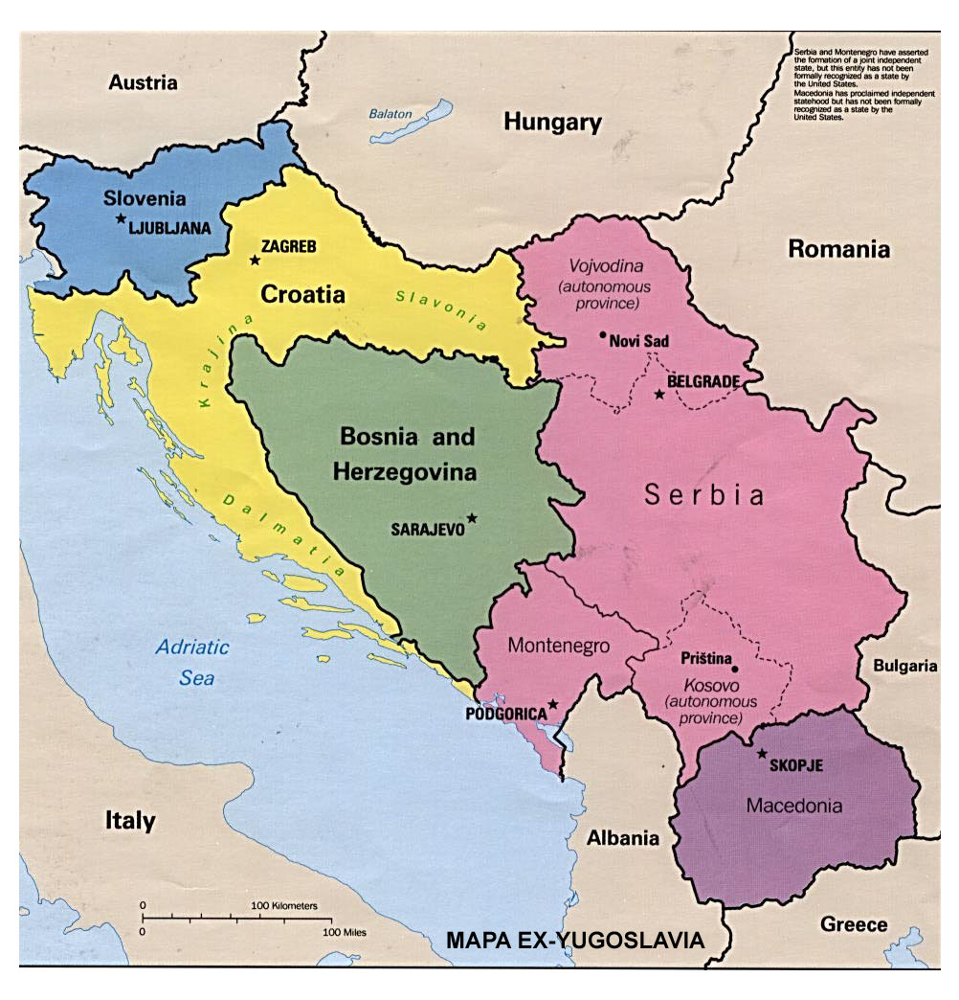 Serbia and Montenegro have asserted
the formation of a joint independent
state, but this entity has not been
formally recognized as a state by
the United States.
Macedonia has proclaimed independent
statehood but has not been formally
recognized as a state by the
United States.
Austria
Balaton
Hungary
Slovenia
LJUBLJANA
ZAGREB
Croatia
Slavonia
Krajina
Romania
Vojvodina
(autonomous
province)
Novi Sad
BELGRADE
Bosnia and
Herzegovina
SARAJEVO
Serbia
Dalmatia
Adriatic
Sea
Montenegro
PODGORICA
Priština
Kosovo
(autonomous
province)
Bulgaria
SKOPJE
Macedonia
Italy
Albania
Greece
0 100 Kilometers
0 100 Miles
MAPA EX-YUGOSLAVIA